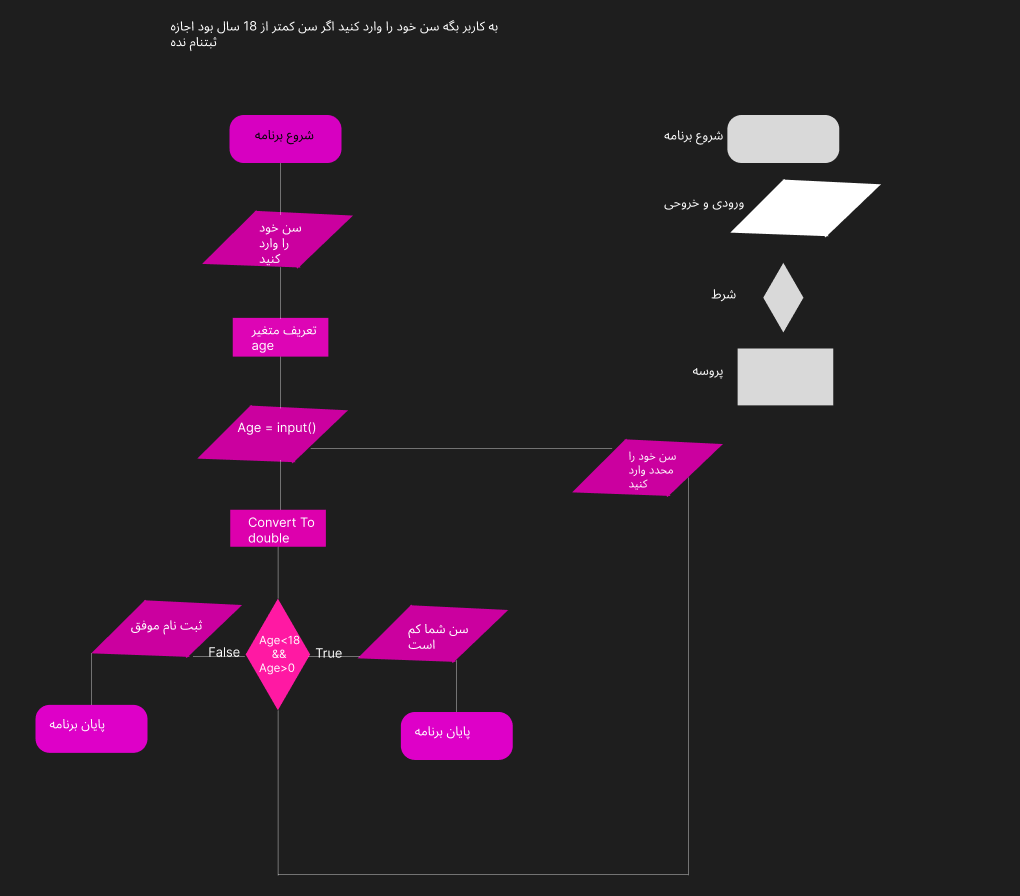 به کاربر بگه سن خود را وارد کنید اگر سن کمتر از 18 سال بود اجازه
ثبتنام نده
شروع برنامه
سن خود
را وارد
کنید
تعریف متغیر
age
Age = input()
Convert To
double
Age<18
&&
Age>0
False
True
ثبت نام موفق
پایان برنامه
سن شما کم
است
پایان برنامه
سن خود را
محدد وارد
کنید
شروع برنامه
ورودی و خروحی
شرط
پروسه